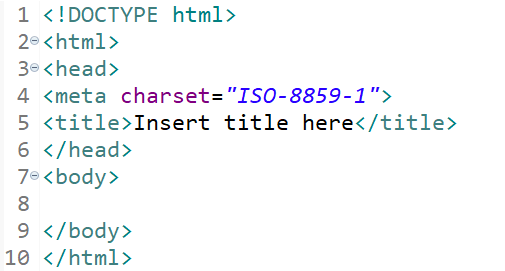 1 <!DOCTYPE html>
2 <html>
3 <head>
4 <meta charset="ISO-8859-1">
5 <title>Insert title here</title>
6 </head>
7 <body>
8
9 </body>
10 </html>